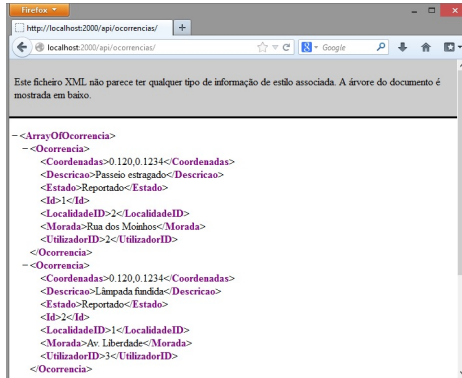 Firefox
http://localhost:2000/api/ocorrencias/
localhost:2000/api/ocorrencias/
Google
Este ficheiro XML não parece ter qualquer tipo de informação de estilo associada. A árvore do documento é
mostrada em baixo.
−<ArrayOfOcorrencia>
−<Ocorrencia>
<Coordenadas>0.120,0.1234</Coordenadas>
<Descricao>Passeio estragado</Descricao>
<Estado>Reportado</Estado>
<Id>1</Id>
<LocalidadeID>2</LocalidadeID>
<Morada>Rua dos Moinhos</Morada>
<UtilizadorID>2</UtilizadorID>
</Ocorrencia>
−<Ocorrencia>
<Coordenadas>0.120,0.1234</Coordenadas>
<Descricao>Lâmpada fundida</Descricao>
<Estado>Reportado</Estado>
<Id>2</Id>
<LocalidadeID>1</LocalidadeID>
<Morada>Av. Liberdade</Morada>
<UtilizadorID>3</UtilizadorID>
</Ocorrencia>